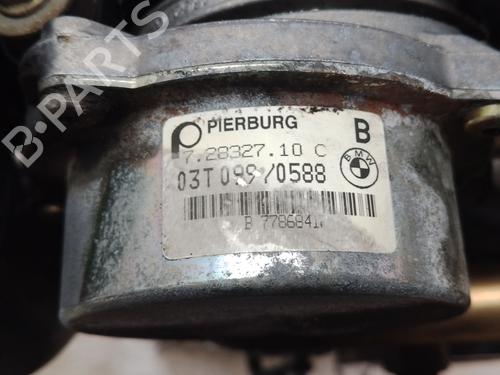 B-PARTS
PIERBURG B
7.28327.10 C
03T099/0588
BMW
B 7786841